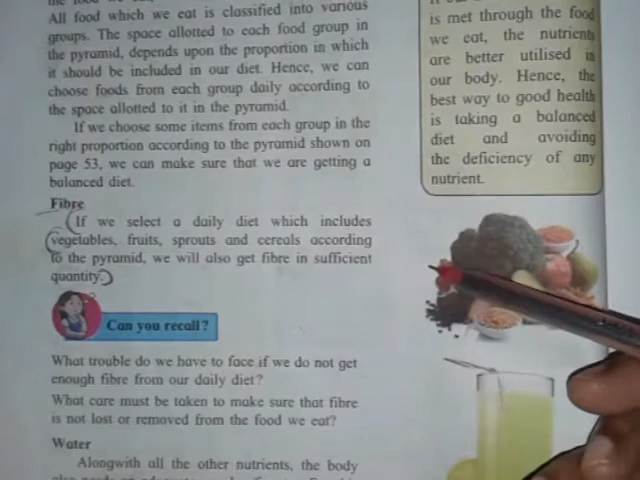 All food which we eat is classified into various
groups. The space allotted to each food group in
the pyramid, depends upon the proportion in which
it should be included in our diet. Hence, we can
choose foods from each group daily according to
the space allotted to it in the pyramid.
If we choose some items from each group in the
right proportion according to the pyramid shown on
page 53, we can make sure that we are getting a
balanced diet.
Fibre
If we select a daily diet which includes
vegetables, fruits, sprouts and cereals according
to the pyramid, we will also get fibre in sufficient
quantity.
Can you recall?
What trouble do we have to face if we do not get
enough fibre from our daily diet?
What care must be taken to make sure that fibre
is not lost or removed from the food we eat?
Water
Alongwith all the other nutrients, the body
is met through the food
we eat, the nutrients
are better utilised in
our body. Hence, the
best way to good health
is taking a balanced
diet and avoiding
the deficiency of any
nutrient.